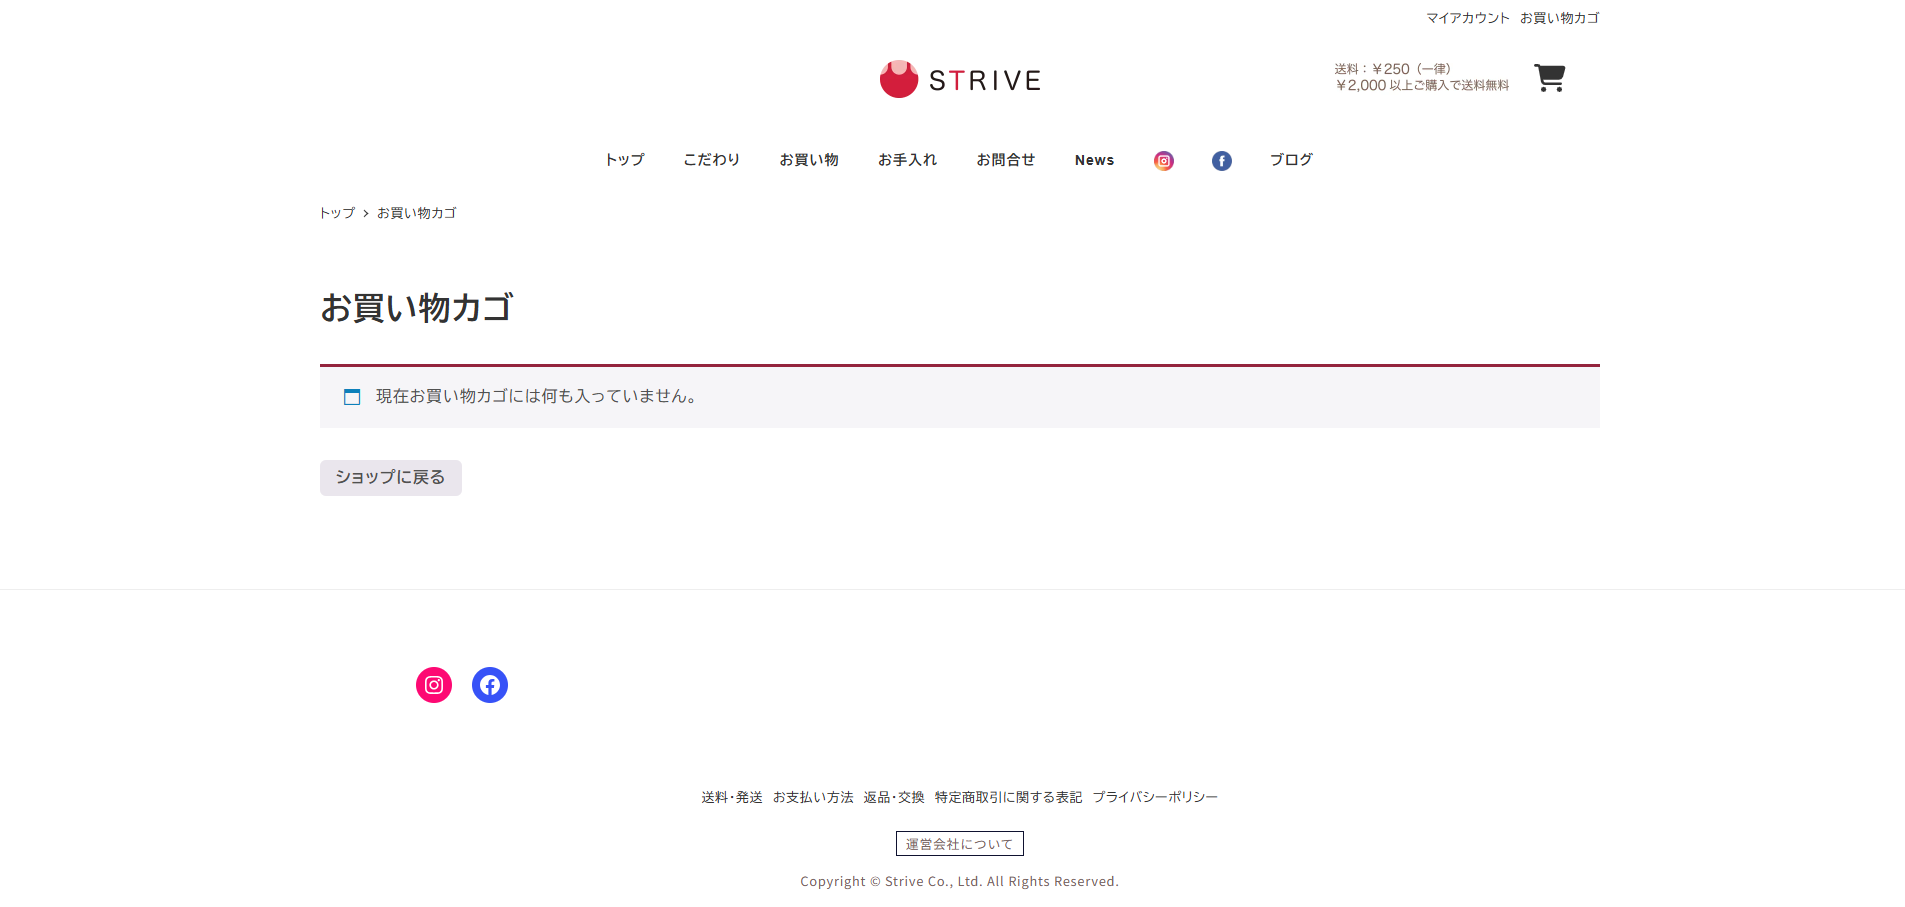 マイアカウント お買い物カゴ
STRIVE
送料：￥250（一律）
￥2,000 以上ご購入で送料無料
トップ こだわり お買い物 お手入れ お問合せ News ブログ
トップ › お買い物カゴ
お買い物カゴ
現在お買い物カゴには何も入っていません。
ショップに戻る
送料・発送 お支払い方法 返品・交換 特定商取引に関する表記 プライバシーポリシー
運営会社について
Copyright © Strive Co., Ltd. All Rights Reserved.